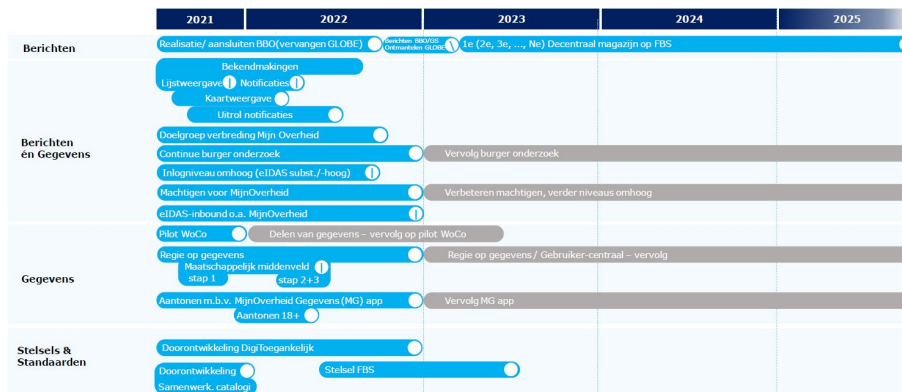 2021 2022 2023 2024 2025
Berichten
Realisatie/ aansluiten BBO(vervangen GLOBE)
Berichten BBO/GS
Ontmantelen GLOBE
1e (2e, 3e, ..., Ne) Decentraal magazijn op FBS
Berichten
én Gegevens
Bekendmakingen
Lijstweergave Notificaties
Kaartweergave
Uitrol notificaties
Doelgroep verbreding Mijn Overheid
Continue burger onderzoek
Vervolg burger onderzoek
Inlogniveau omhoog (eIDAS subst./-hoog)
Machtigen voor MijnOverheid
Verbeteren machtigen, verder niveaus omhoog
eIDAS-inbound o.a. MijnOverheid
Gegevens
Pilot WoCo
Delen van gegevens – vervolg op pilot WoCo
Regie op gegevens
Regie op gegevens / Gebruiker-centraal – vervolg
Maatschappelijk middenveld
stap 1 stap 2+3
Aantonen m.b.v. MijnOverheid Gegevens (MG) app
Vervolg MG app
Aantonen 18+
Stelsels &
Standaarden
Doorontwikkeling DigiToegankelijk
Doorontwikkeling
Samenwerk. catalogi
Stelsel FBS